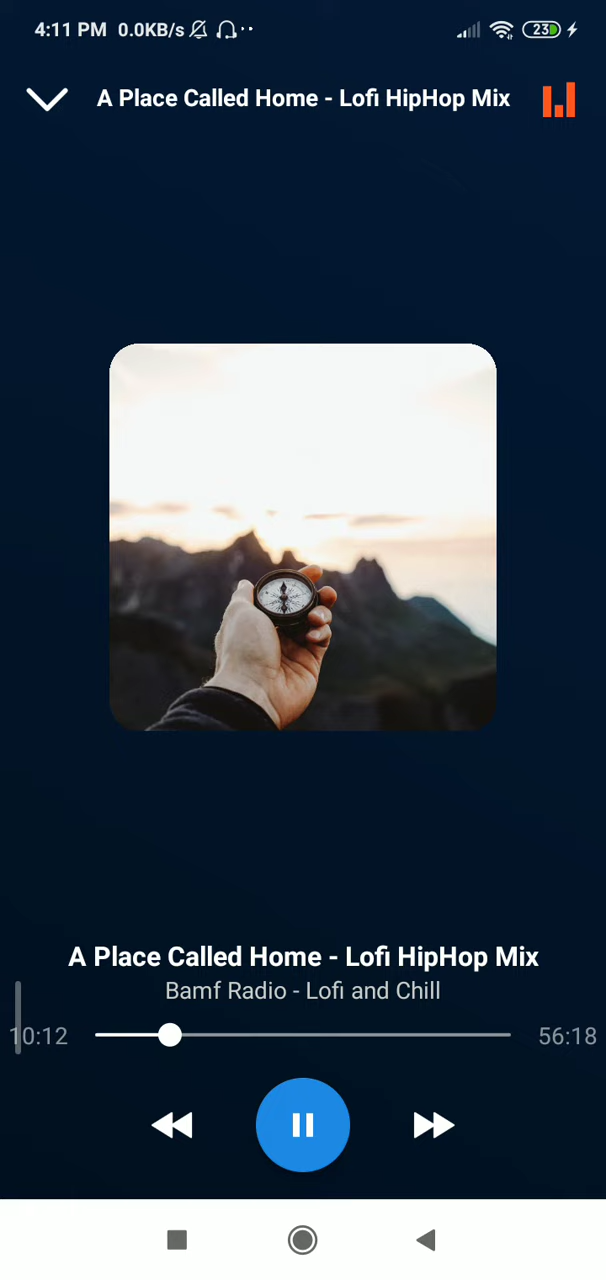 4:11 PM 0.0KB/s
23
A Place Called Home - Lofi HipHop Mix
A Place Called Home - Lofi HipHop Mix
Bamf Radio - Lofi and Chill
10:12
56:18